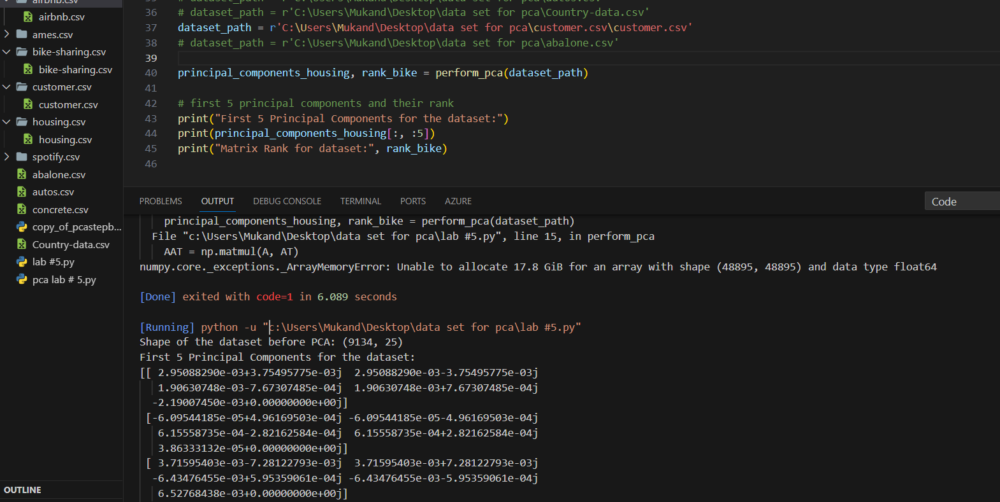 airbnb.csv
airbnb.csv
ames.csv
bike-sharing.csv
bike-sharing.csv
customer.csv
customer.csv
housing.csv
housing.csv
spotify.csv
abalone.csv
autos.csv
concrete.csv
copy_of_pcastepb...
Country-data.csv
lab #5.py
pca lab # 5.py
OUTLINE
35 # dataset_path = r'C:\Users\Mukand\Desktop\data set for pca\autos.csv'
36 # dataset_path = r'C:\Users\Mukand\Desktop\data set for pca\Country-data.csv'
37 dataset_path = r'C:\Users\Mukand\Desktop\data set for pca\customer.csv\customer.csv'
38 # dataset_path = r'C:\Users\Mukand\Desktop\data set for pca\abalone.csv'
39
40 principal_components_housing, rank_bike = perform_pca(dataset_path)
41
42 # first 5 principal components and their rank
43 print("First 5 Principal Components for the dataset:")
44 print(principal_components_housing[:, :5])
45 print("Matrix Rank for dataset:", rank_bike)
46
PROBLEMS OUTPUT DEBUG CONSOLE TERMINAL PORTS AZURE Code
principal_components_housing, rank_bike = perform_pca(dataset_path)
File "c:\Users\Mukand\Desktop\data set for pca\lab #5.py", line 15, in perform_pca
AAT = np.matmul(A, AT)
numpy.core._exceptions._ArrayMemoryError: Unable to allocate 17.8 GiB for an array with shape (48895, 48895) and data type float64
[Done] exited with code=1 in 6.089 seconds
[Running] python -u "c:\Users\Mukand\Desktop\data set for pca\lab #5.py"
Shape of the dataset before PCA: (9134, 25)
First 5 Principal Components for the dataset:
[[ 2.95088290e-03+3.75495775e-03j  2.95088290e-03-3.75495775e-03j
1.90630748e-03-7.67307485e-04j  1.90630748e-03+7.67307485e-04j
-2.19007450e-03+0.00000000e+00j]
[-6.09544185e-05+4.96169503e-04j -6.09544185e-05-4.96169503e-04j
6.15558735e-04-2.82162584e-04j  6.15558735e-04+2.82162584e-04j
3.86333132e-05+0.00000000e+00j]
[ 3.71595403e-03-7.28122793e-03j  3.71595403e-03+7.28122793e-03j
-6.43476455e-03+5.95359061e-04j -6.43476455e-03-5.95359061e-04j
6.52768438e-03+0.00000000e+00j]